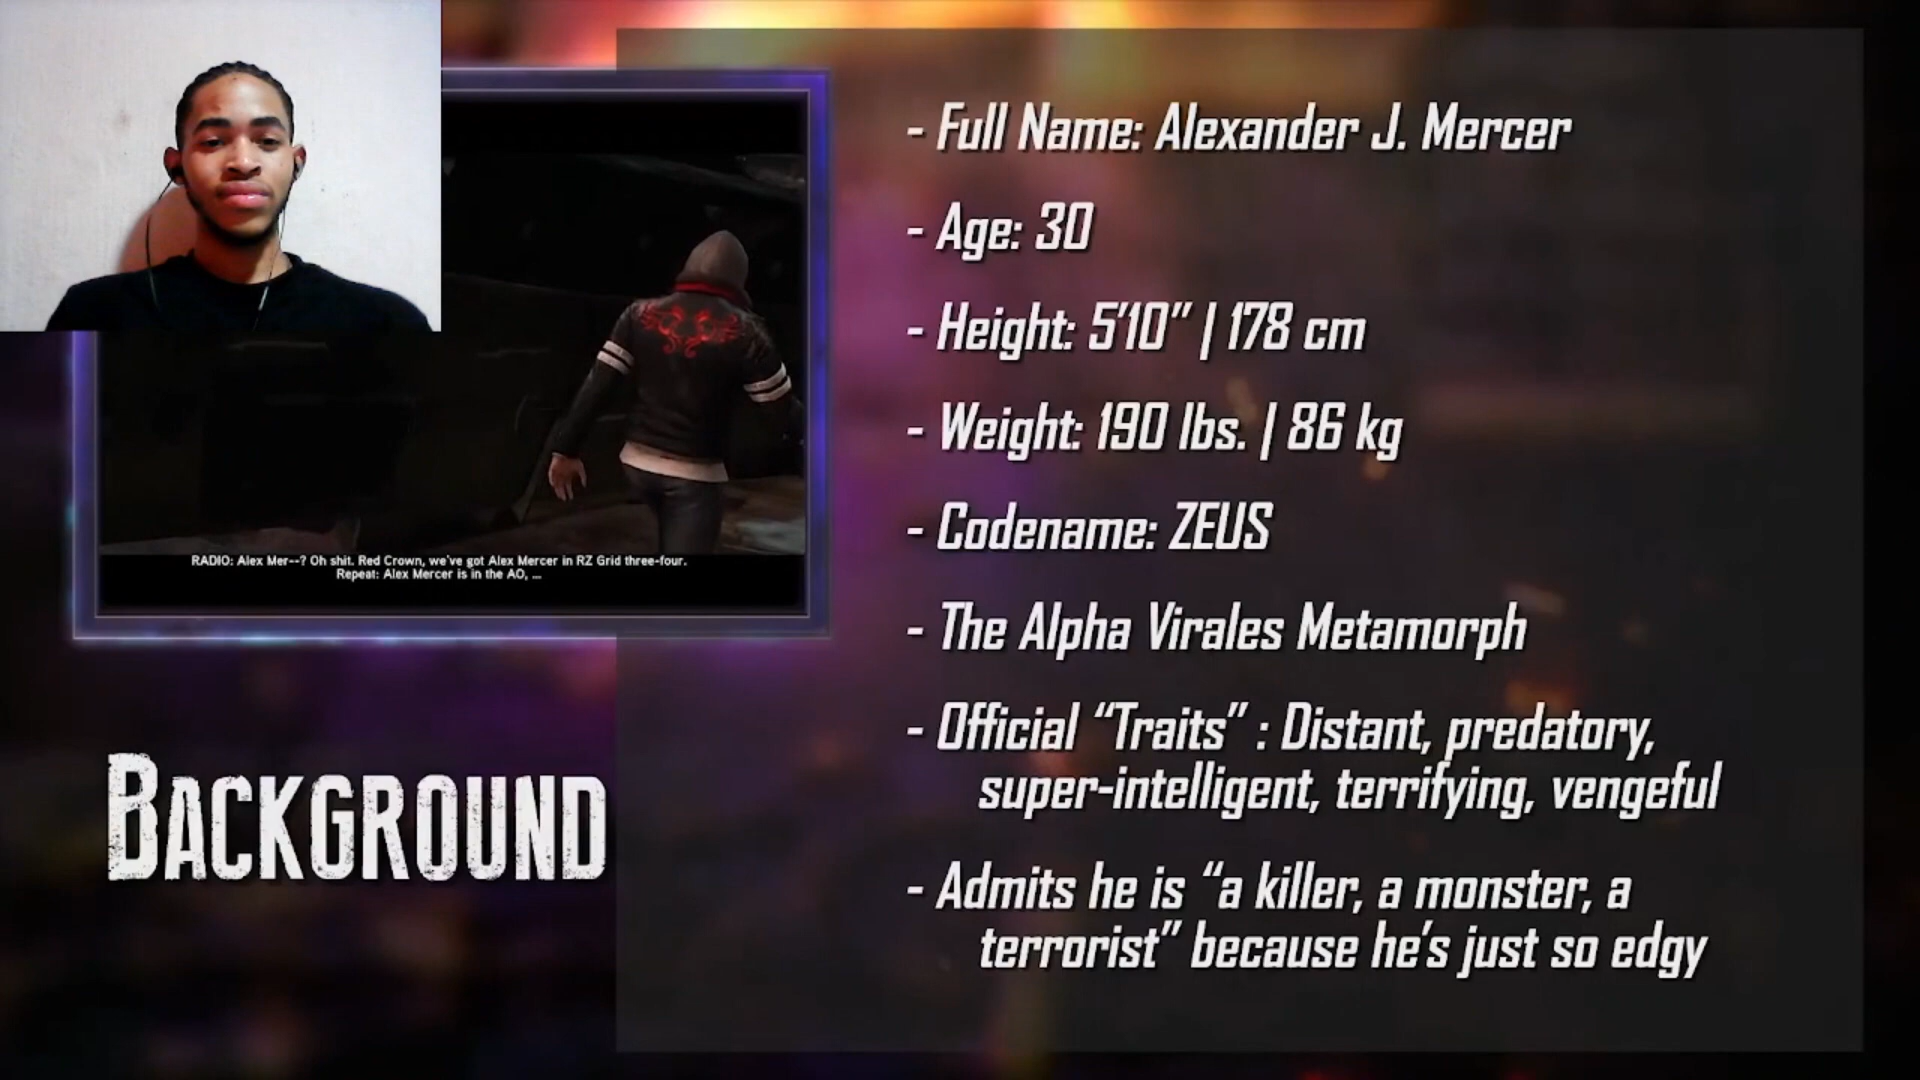 - Full Name: Alexander J. Mercer
- Age: 30
- Height: 5'10" | 178 cm
- Weight: 190 lbs. | 86 kg
- Codename: ZEUS
- The Alpha Virales Metamorph
- Official “Traits” : Distant, predatory,
super-intelligent, terrifying, vengeful
- Admits he is “a killer, a monster, a
terrorist” because he's just so edgy
RADIO: Alex Mer--? Oh shit. Red Crown, we've got Alex Mercer in RZ Grid three-four.
Repeat: Alex Mercer is in the AO, ...
BACKGROUND